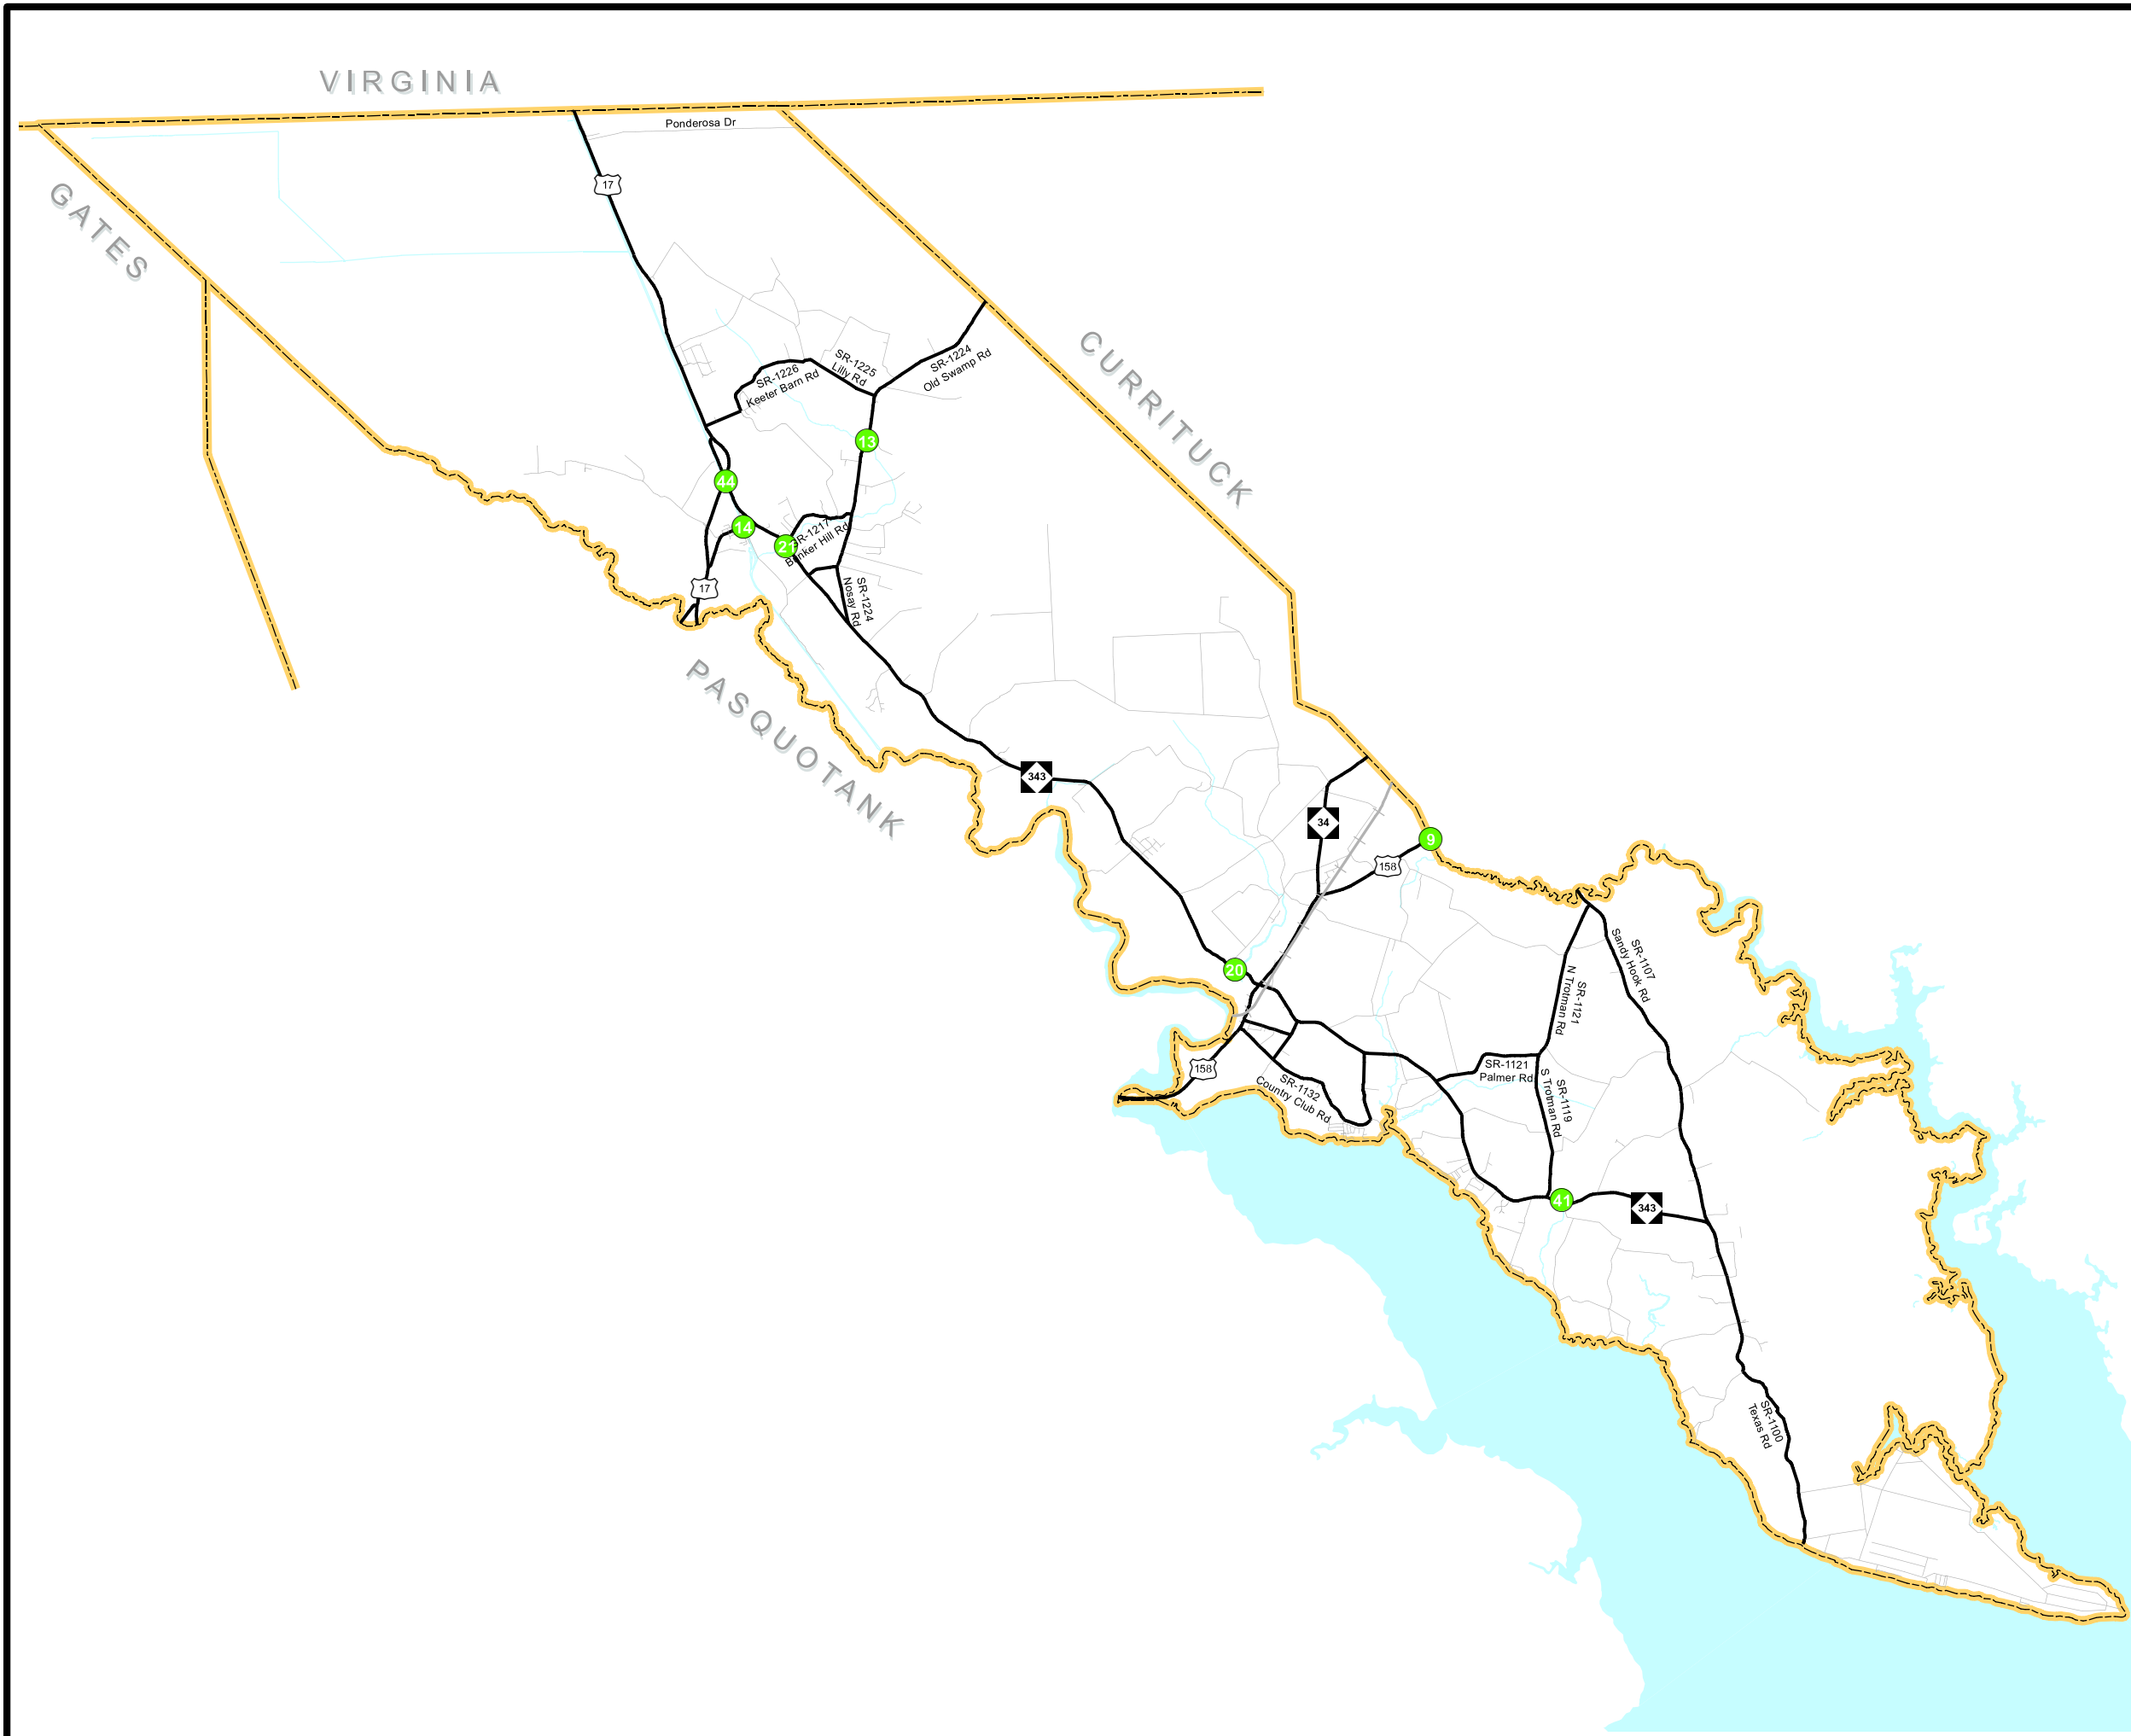 VIRGINIA
Ponderosa Dr
17
GATES
CURRITUCK
SR-1225
Lilly Rd
SR-1224
Old Swamp Rd
SR-1226
Keeter Barn Rd
13
44
14
21
SR-1217
Bunker Hill Rd
17
SR-1224
Nosay Rd
PASQUOTANK
343
34
9
158
20
SR-1107
Sandy Hook Rd
SR-1121
N Trotman Rd
158
SR-1132
Country Club Rd
SR-1121
Palmer Rd
SR-1119
S Trotman Rd
41
343
SR-1100
Texas Rd